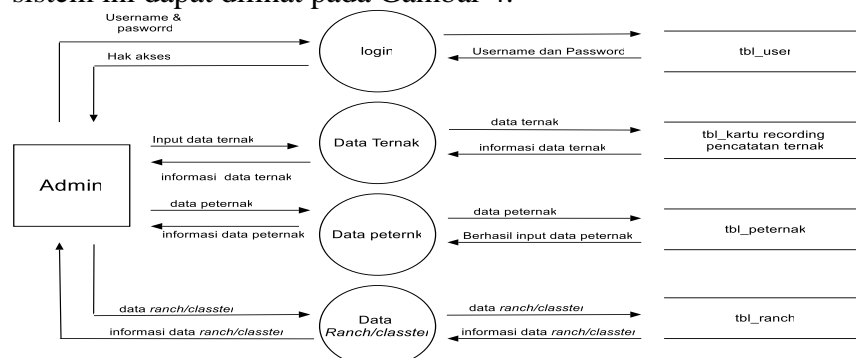 sistem ini dapat dilihat pada Gambar 4.
Username &
pasworrd
Hak akses
login
Username dan Password
tbl_user
Admin
Input data ternak
informasi data ternak
Data Ternak
data ternak
informasi data ternak
tbl_kartu recording
pencatatan ternak
data peternak
informasi data peternak
Data peternk
data peternak
Berhasil input data peternak
tbl_peternak
data ranch/classter
informasi data ranch/classter
Data
Ranch/classter
data ranch/classter
informasi data ranch/classter
tbl_ranch